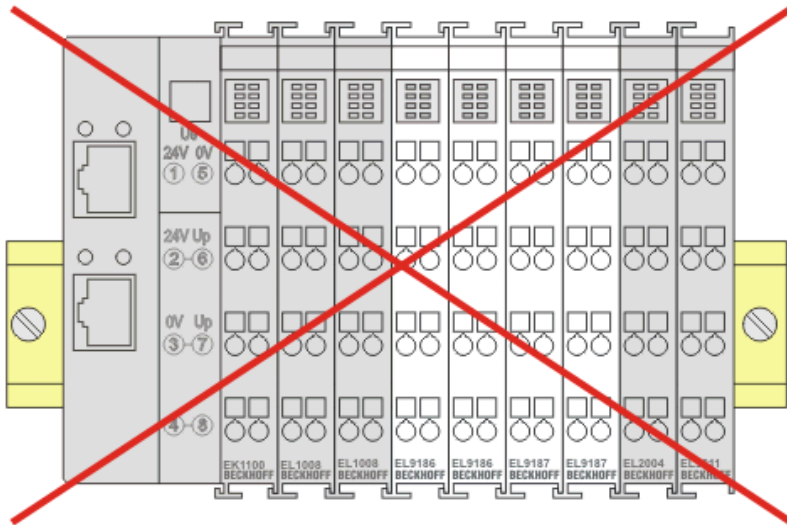 Us
24V 0V
1 5
24V Up
2 6
0V Up
3 7
4 8
EK1100 EL1008 EL1008 EL9186 EL9186 EL9187 EL9187 EL2004
BECKHOFF BECKHOFF BECKHOFF BECKHOFF BECKHOFF BECKHOFF BECKHOFF BECKHOFF BECKHOFF